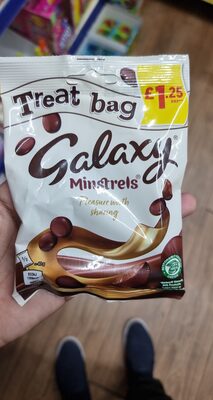 Treat bag
£1.25
Galaxy
Minstrels®
Pleasure worth
sharing